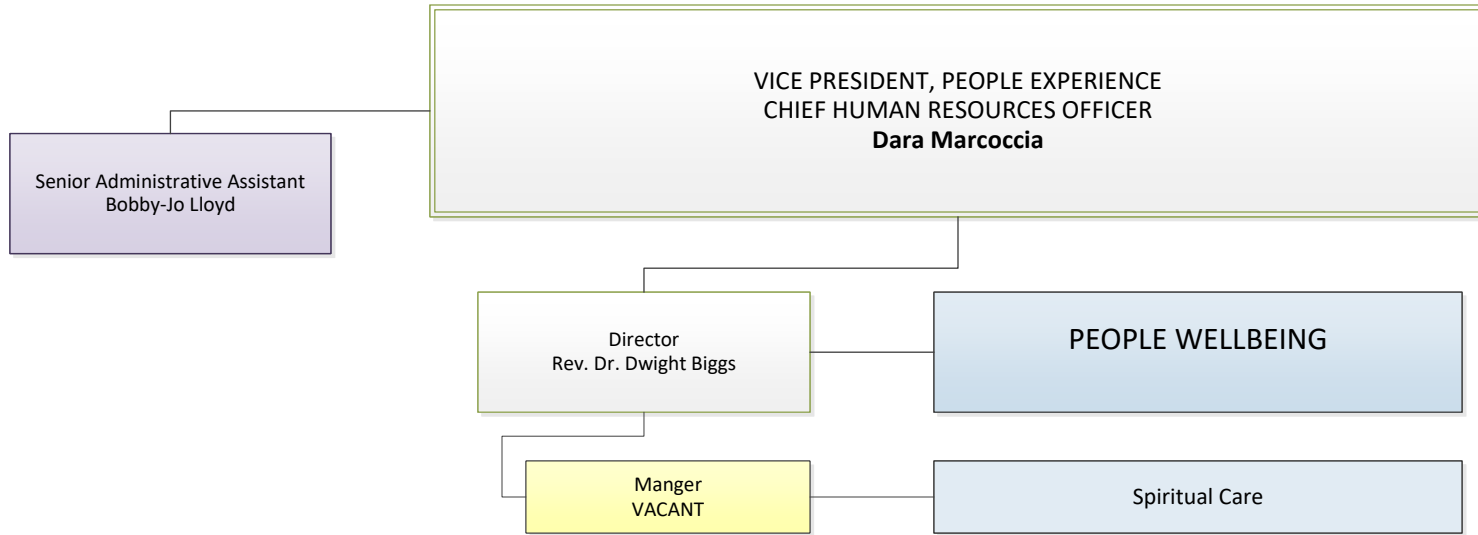 VICE PRESIDENT, PEOPLE EXPERIENCE
CHIEF HUMAN RESOURCES OFFICER
Dara Marcoccia
Senior Administrative Assistant
Bobby-Jo Lloyd
Director
Rev. Dr. Dwight Biggs
PEOPLE WELLBEING
Manger
VACANT
Spiritual Care